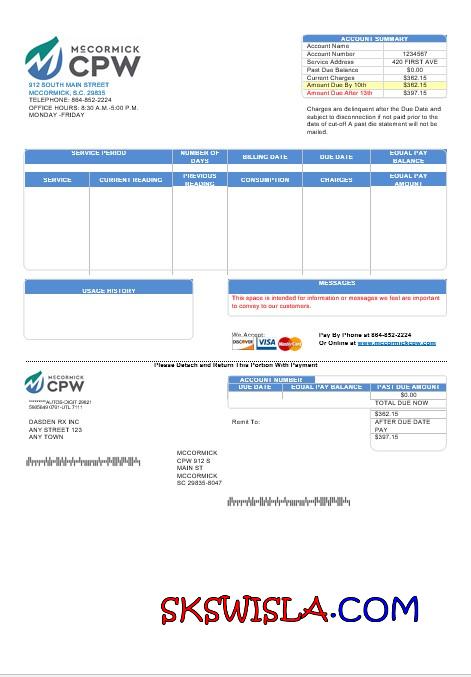 MCCORMICK
CPW
912 SOUTH MAIN STREET
MCCORMICK, S.C. 29835
TELEPHONE: 864-852-2224
OFFICE HOURS: 8:30 A.M.-5:00 P.M.
MONDAY -FRIDAY
ACCOUNT SUMMARY
Account Name
Account Number 1234567
Service Address 420 FIRST AVE
Past Due Balance $0.00
Current Charges $362.15
Amount Due By 10th $362.15
Amount Due After 13th $397.15
Charges are delinquent after the Due Date and
subject to disconnection if not paid prior to the
date of cut-off A past die statement will not be
mailed.
SERVICE PERIOD NUMBER OF DAYS BILLING DATE DUE DATE EQUAL PAY BALANCE
SERVICE CURRENT READING PREVIOUS READING CONSUMPTION CHARGES EQUAL PAY AMOUNT
USAGE HISTORY
MESSAGES
This space is intended for information or messages we feel are important
to convey to our customers.
We Accept:
DISCOVER VISA MasterCard
Pay By Phone at 864-852-2224
Or Online at www.mccormickcpw.com
Please Detach and Return This Portion With Payment
MCCORMICK
CPW
ACCOUNT NUMBER
DUE DATE EQUAL PAY BALANCE PAST DUE AMOUNT
$0.00
TOTAL DUE NOW
$362.15
AFTER DUE DATE
PAY
$397.15
DASDEN RX INC
ANY STREET 123
ANY TOWN
Remit To:
MCCORMICK
CPW 912 S
MAIN ST
MCCORMICK
SC 29835-8047
SKSWISLA.COM